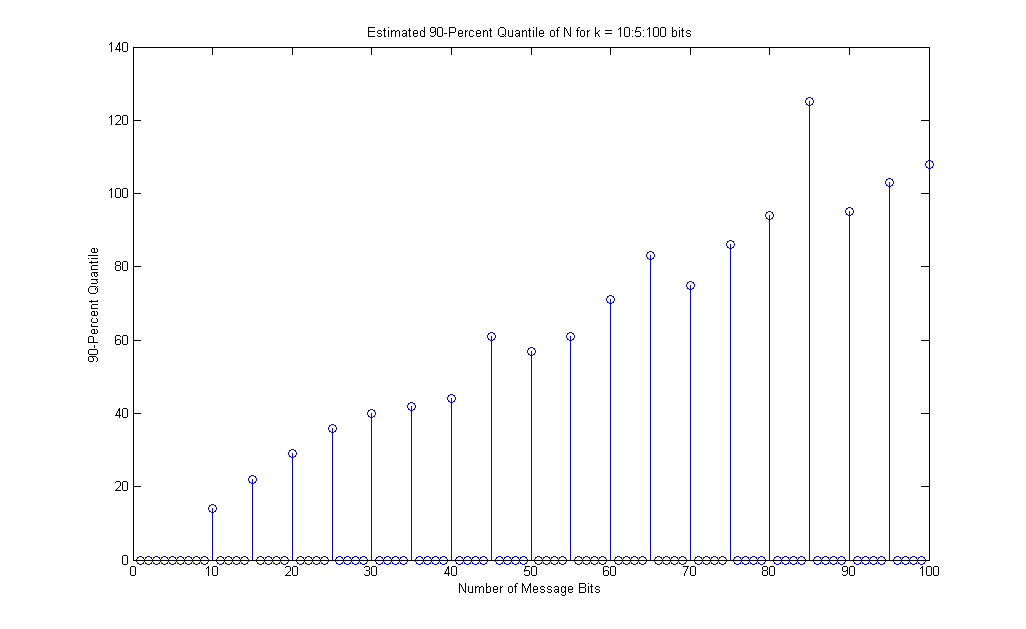 Estimated 90-Percent Quantile of N for k = 10:5:100 bits
140
120
100
80
60
40
20
0
90-Percent Quantile
0 10 20 30 40 50 60 70 80 90 100
Number of Message Bits